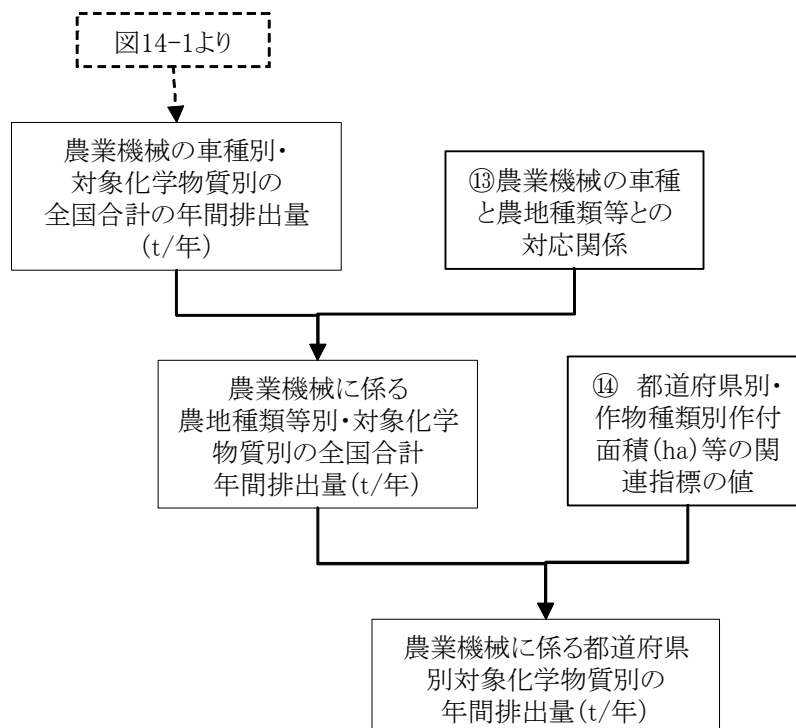 図14-1より
農業機械の車種別・
対象化学物質別の
全国合計の年間排出量
(t/年)
⑬農業機械の車種
と農地種類等との
対応関係
農業機械に係る
農地種類等別・対象化学
物質別の全国合計
年間排出量(t/年)
⑭ 都道府県別・
作物種類別作付
面積(ha)等の関
連指標の値
農業機械に係る都道府県
別対象化学物質別の
年間排出量(t/年)